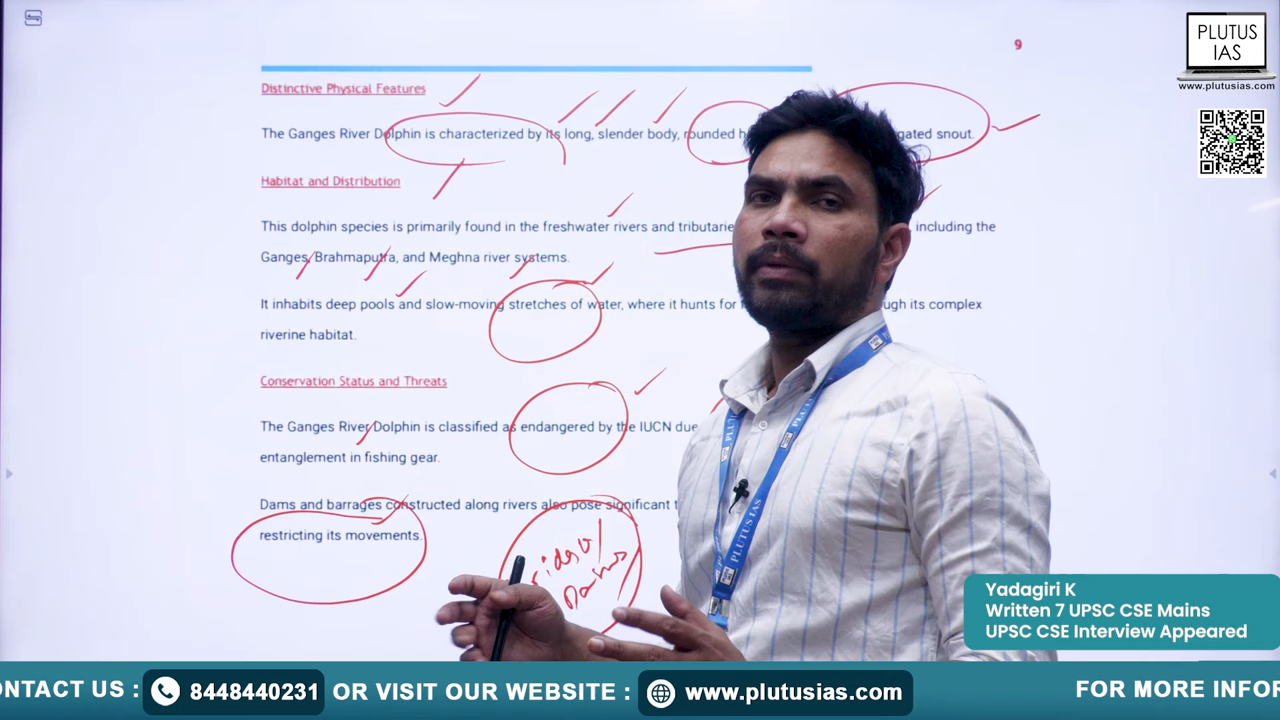 9
PLUTUS
IAS
www.plutusias.com
Distinctive Physical Features
The Ganges River Dolphin is characterized by its long, slender body, rounded snout.
Habitat and Distribution
This dolphin species is primarily found in the freshwater rivers and including the
Ganges, Brahmaputra, and Meghna river systems.
It inhabits deep pools and slow-moving stretches of water, where it hunts for its complex
riverine habitat.
Conservation Status and Threats
The Ganges River Dolphin is classified as endangered by the IUCN due
entanglement in fishing gear.
Dams and barrages constructed along rivers also pose significant
restricting its movements.
PLUTUS IAS
Yadagiri K
Written 7 UPSC CSE Mains
UPSC CSE Interview Appeared
ONTACT US : 8448440231 OR VISIT OUR WEBSITE : www.plutusias.com FOR MORE INFOR